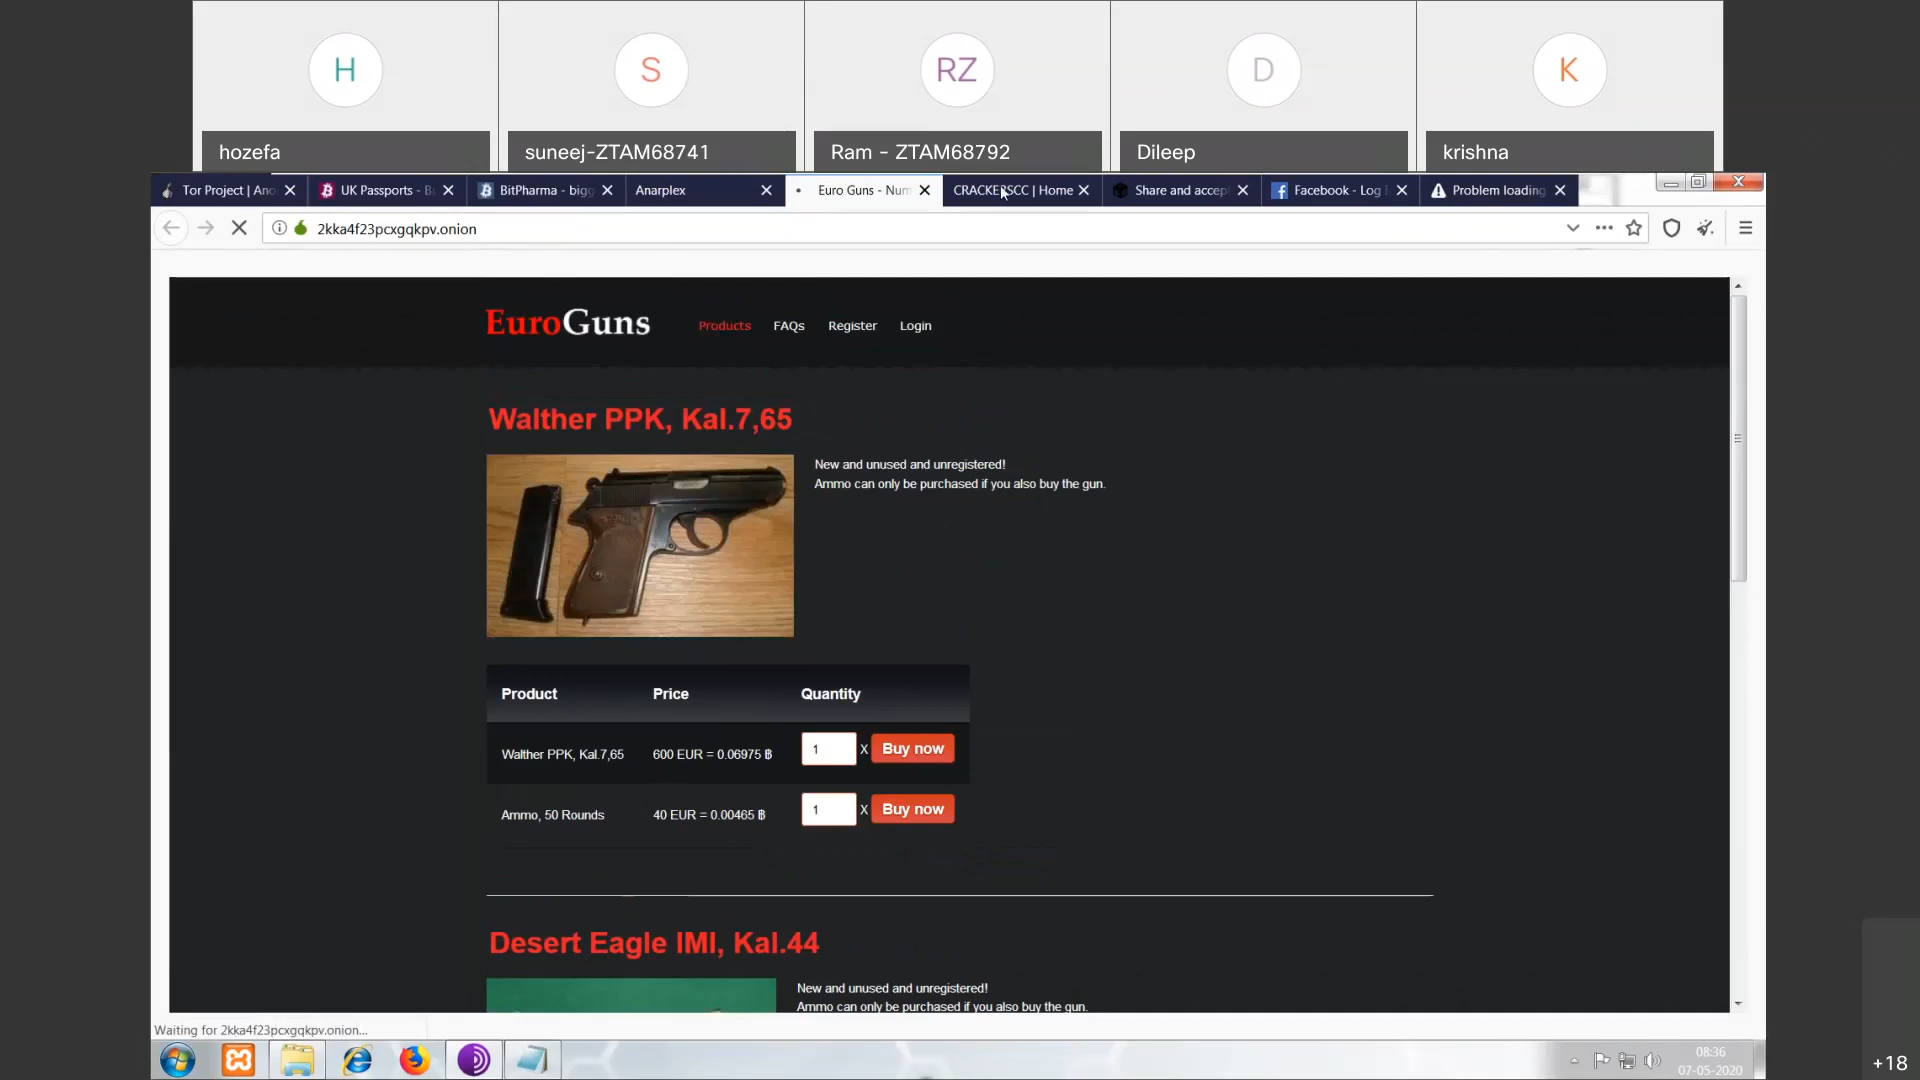 H
S
RZ
D
K
hozefa
suneej-ZTAM68741
Ram - ZTAM68792
Dileep
krishna
Tor Project | Ano
UK Passports - B
BitPharma - bigg
Anarplex
Euro Guns - Num
CRACKE SCC | Home
Share and accep
Facebook - Log
Problem loading
2kka4f23pcxgqkpv.onion
EuroGuns
Products
FAQs
Register
Login
Walther PPK, Kal.7,65
New and unused and unregistered!
Ammo can only be purchased if you also buy the gun.
Product Price Quantity
Walther PPK, Kal.7,65 600 EUR = 0.06975 ฿ 1 X Buy now
Ammo, 50 Rounds 40 EUR = 0.00465 ฿ 1 X Buy now
Desert Eagle IMI, Kal.44
New and unused and unregistered!
Ammo can only be purchased if you also buy the gun.
Waiting for 2kka4f23pcxgqkpv.onion...
08:36
07-05-2020
+18